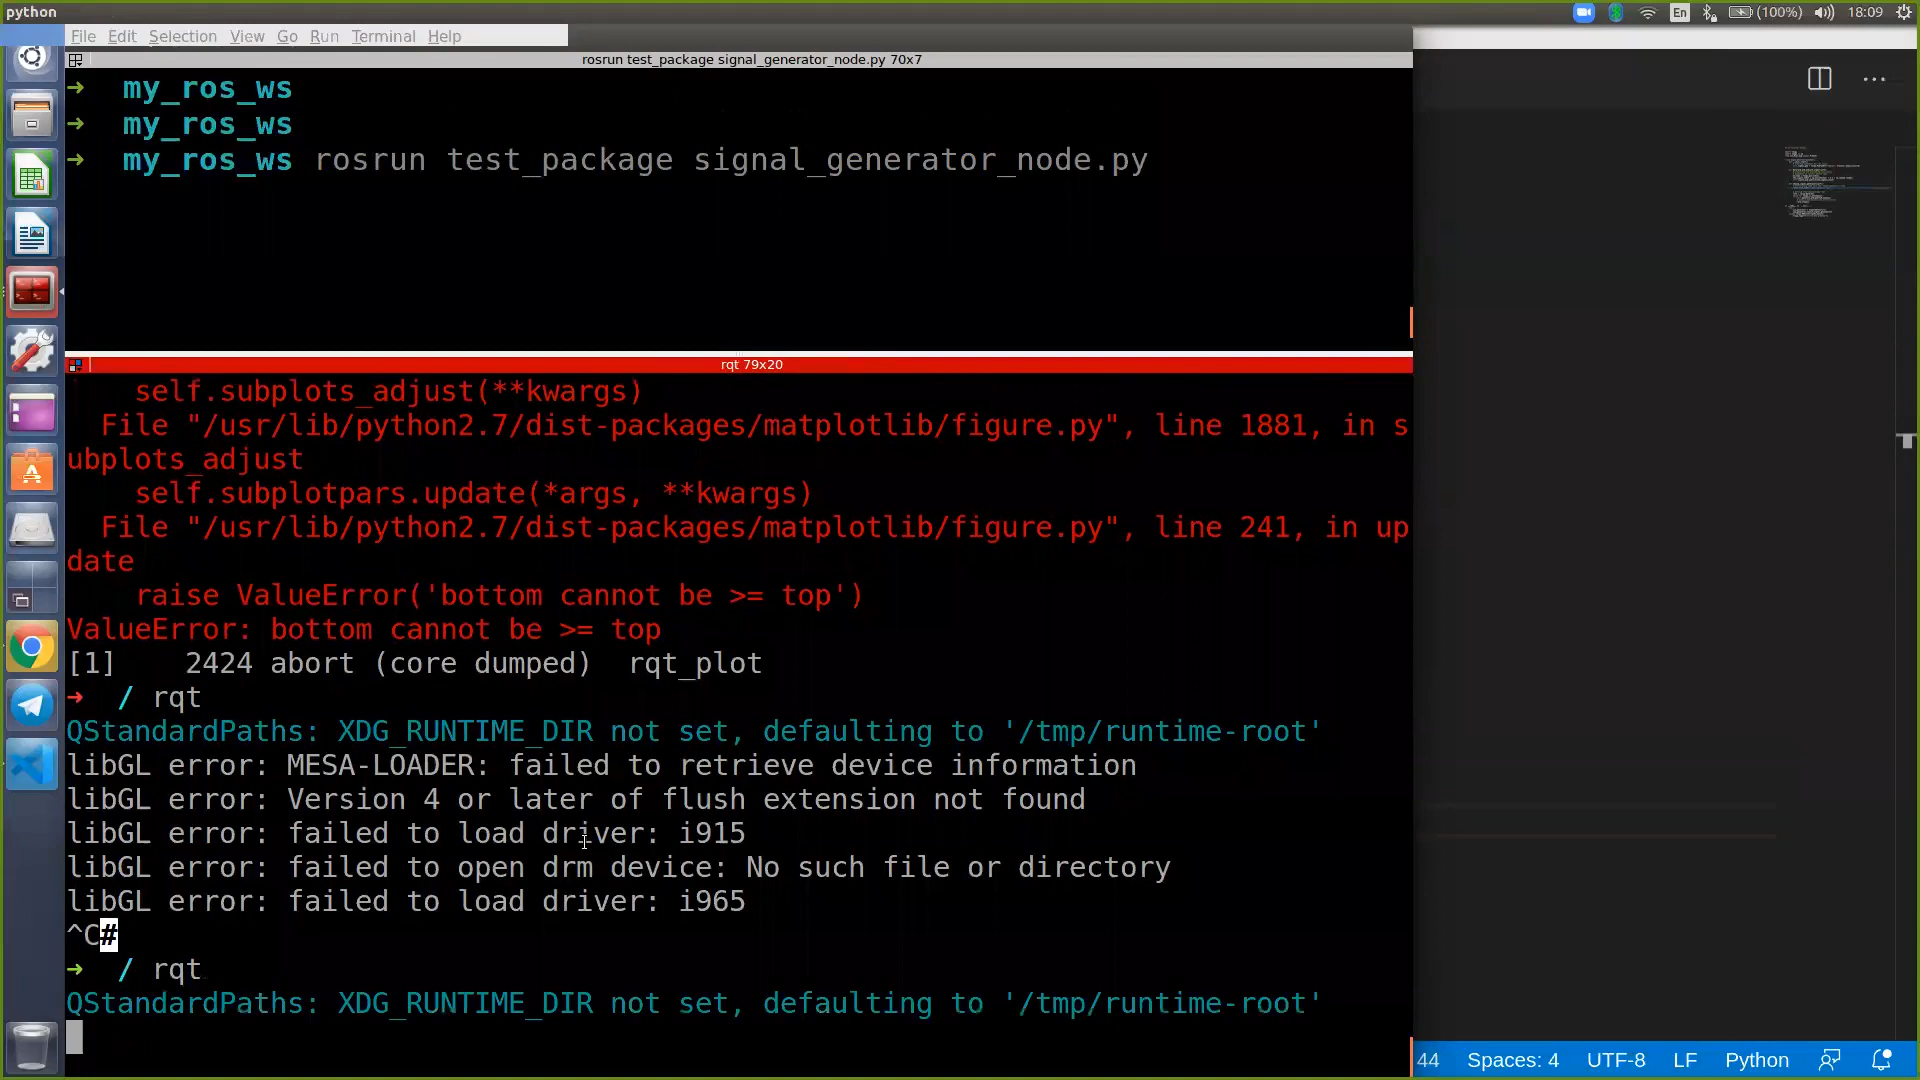 python
En
(100%)
18:09
File Edit Selection View Go Run Terminal Help
rosrun test_package signal_generator_node.py 70x7
➜ my_ros_ws
➜ my_ros_ws
➜ my_ros_ws rosrun test_package signal_generator_node.py
rqt 79x20
self.subplots_adjust(**kwargs)
File "/usr/lib/python2.7/dist-packages/matplotlib/figure.py", line 1881, in s
ubplots_adjust
self.subplotpars.update(*args, **kwargs)
File "/usr/lib/python2.7/dist-packages/matplotlib/figure.py", line 241, in up
date
raise ValueError('bottom cannot be >= top')
ValueError: bottom cannot be >= top
[1]    2424 abort (core dumped)  rqt_plot
➜ / rqt
QStandardPaths: XDG_RUNTIME_DIR not set, defaulting to '/tmp/runtime-root'
libGL error: MESA-LOADER: failed to retrieve device information
libGL error: Version 4 or later of flush extension not found
libGL error: failed to load driver: i915
libGL error: failed to open drm device: No such file or directory
libGL error: failed to load driver: i965
^C#
➜ / rqt
QStandardPaths: XDG_RUNTIME_DIR not set, defaulting to '/tmp/runtime-root'
44 Spaces: 4 UTF-8 LF Python